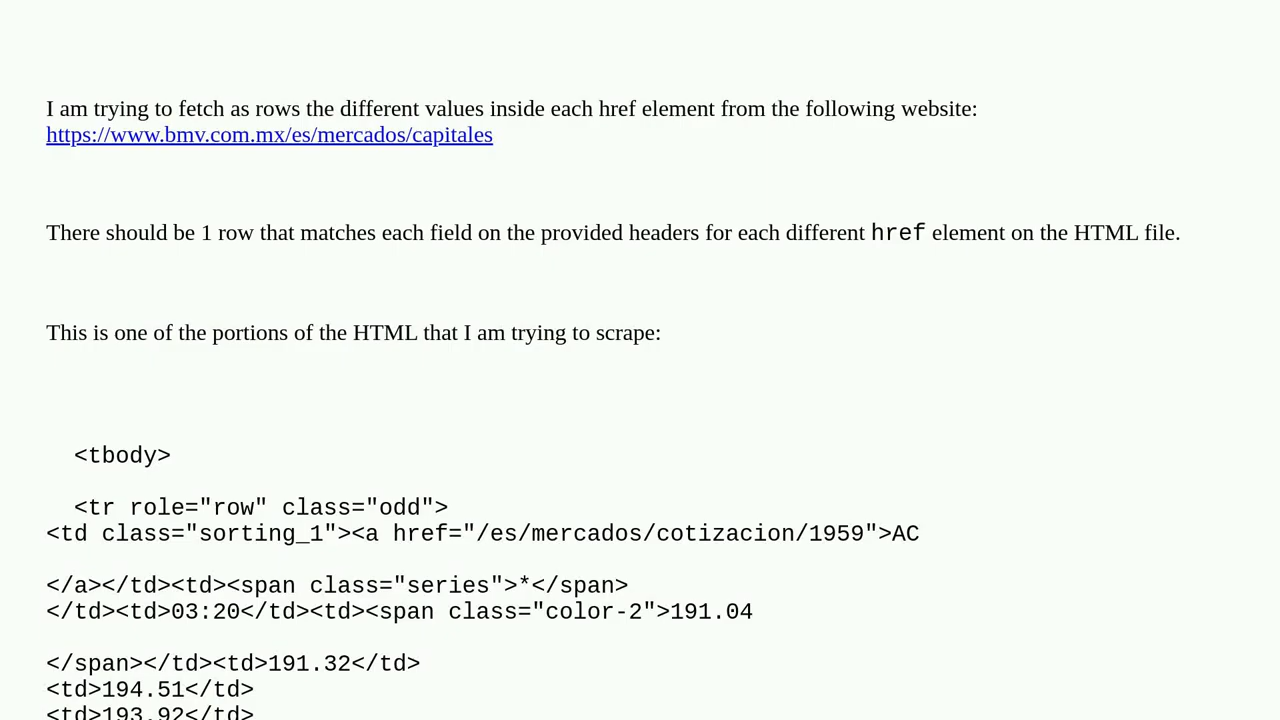 I am trying to fetch as rows the different values inside each href element from the following website:
https://www.bmv.com.mx/es/mercados/capitales
There should be 1 row that matches each field on the provided headers for each different href element on the HTML file.
This is one of the portions of the HTML that I am trying to scrape:
<tbody>
<tr role="row" class="odd">
<td class="sorting_1"><a href="/es/mercados/cotizacion/1959">AC
</a></td><td><span class="series">*</span>
</td><td>03:20</td><td><span class="color-2">191.04
</span></td><td>191.32</td>
<td>194.51</td>
<td>193.92</td>